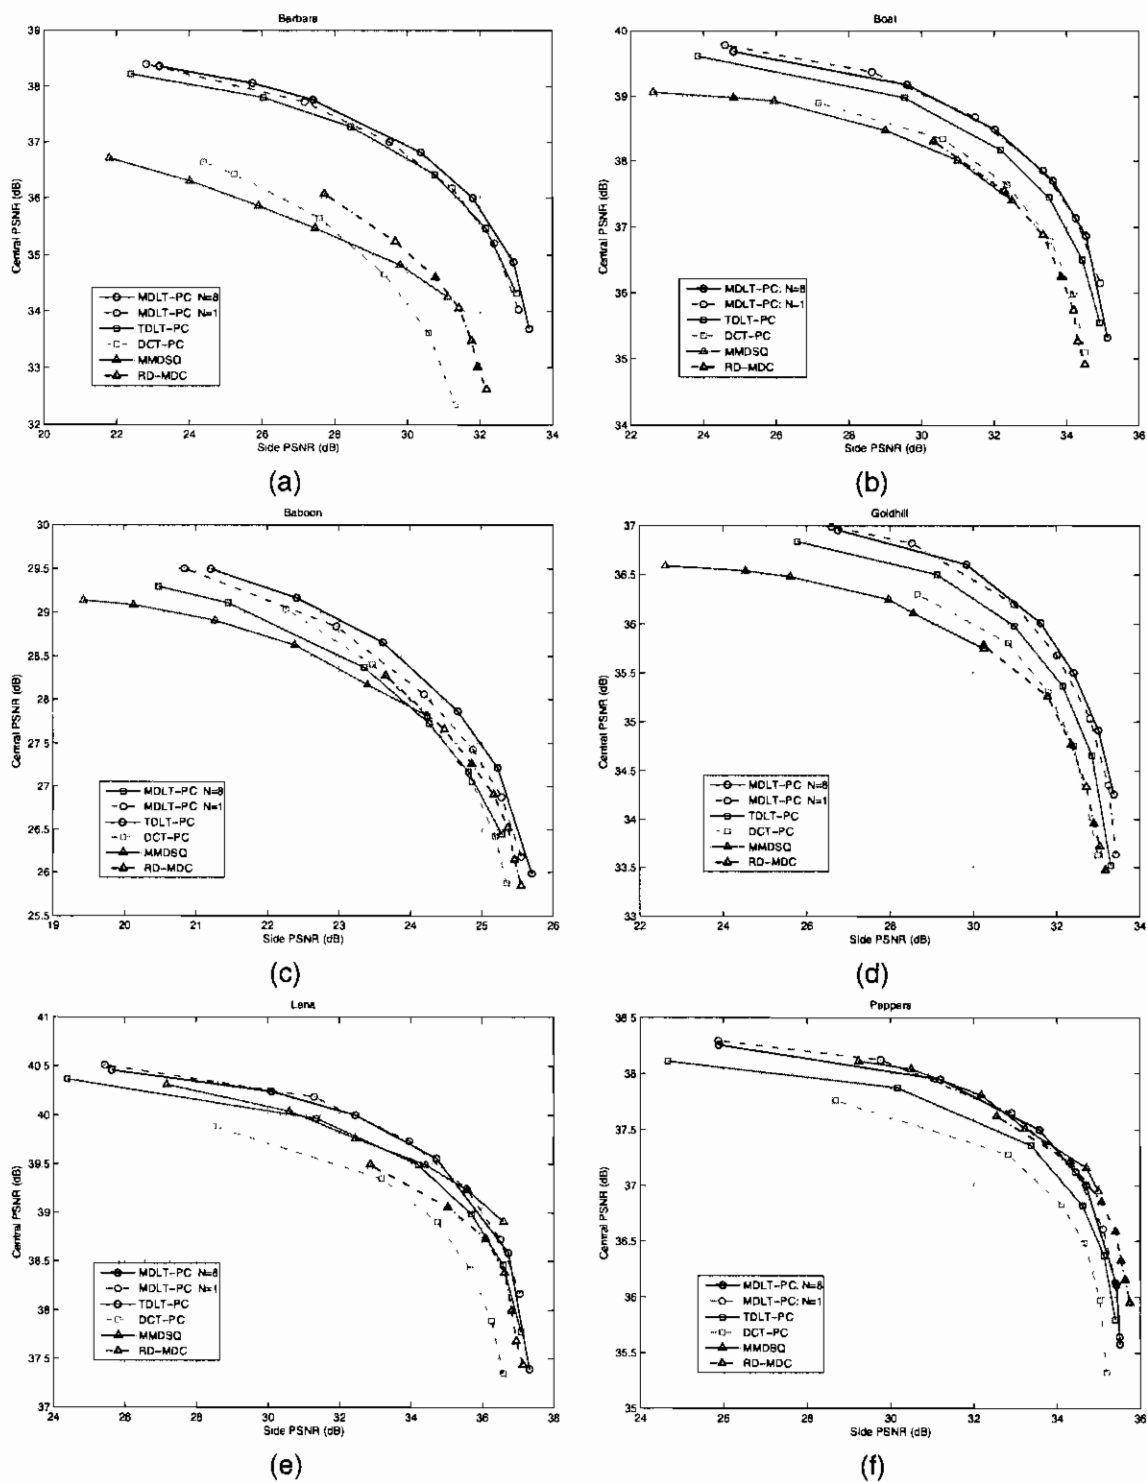 Barbara
Central PSNR (dB)
39
38
37
36
35
34
33
32
MDLT-PC N=8
MDLT-PC N=1
TDLT-PC
DCT-PC
MMDSQ
RD-MDC
20 22 24 26 28 30 32 34
Side PSNR (dB)
(a)
Boat
Central PSNR (dB)
40
39
38
37
36
35
34
MDLT-PC: N=8
MDLT-PC: N=1
TDLT-PC
DCT-PC
MMDSQ
RD-MDC
22 24 26 28 30 32 34 36
Side PSNR (dB)
(b)
Baboon
Central PSNR (dB)
30
29.5
29
28.5
28
27.5
27
26.5
26
25.5
MDLT-PC N=8
MDLT-PC N=1
TDLT-PC
DCT-PC
MMDSQ
RD-MDC
19 20 21 22 23 24 25 26
Side PSNR (dB)
(c)
Goldhill
Central PSNR (dB)
37
36.5
36
35.5
35
34.5
34
33.5
33
MDLT-PC N=8
MDLT-PC N=1
TDLT-PC
DCT-PC
MMDSQ
RD-MDC
22 24 26 28 30 32 34
Side PSNR (dB)
(d)
Lena
Central PSNR (dB)
41
40.5
40
39.5
39
38.5
38
37.5
37
MDLT-PC N=8
MDLT-PC N=1
TDLT-PC
DCT-PC
MMDSQ
RD-MDC
24 26 28 30 32 34 36 38
Side PSNR (dB)
(e)
Peppers
Central PSNR (dB)
38.5
38
37.5
37
36.5
36
35.5
35
MDLT-PC: N=8
MDLT-PC: N=1
TDLT-PC
DCT-PC
MMDSQ
RD-MDC
24 26 28 30 32 34 36
Side PSNR (dB)
(f)